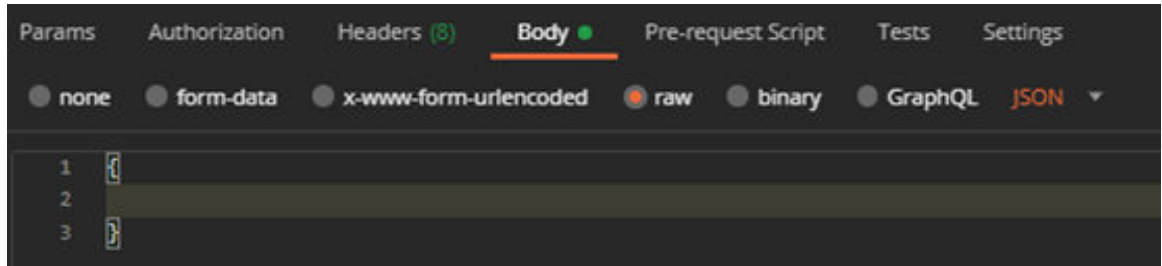 Params Authorization Headers (8) Body Pre-request Script Tests Settings
none form-data x-www-form-urlencoded raw binary GraphQL JSON
1 {
2
3 }